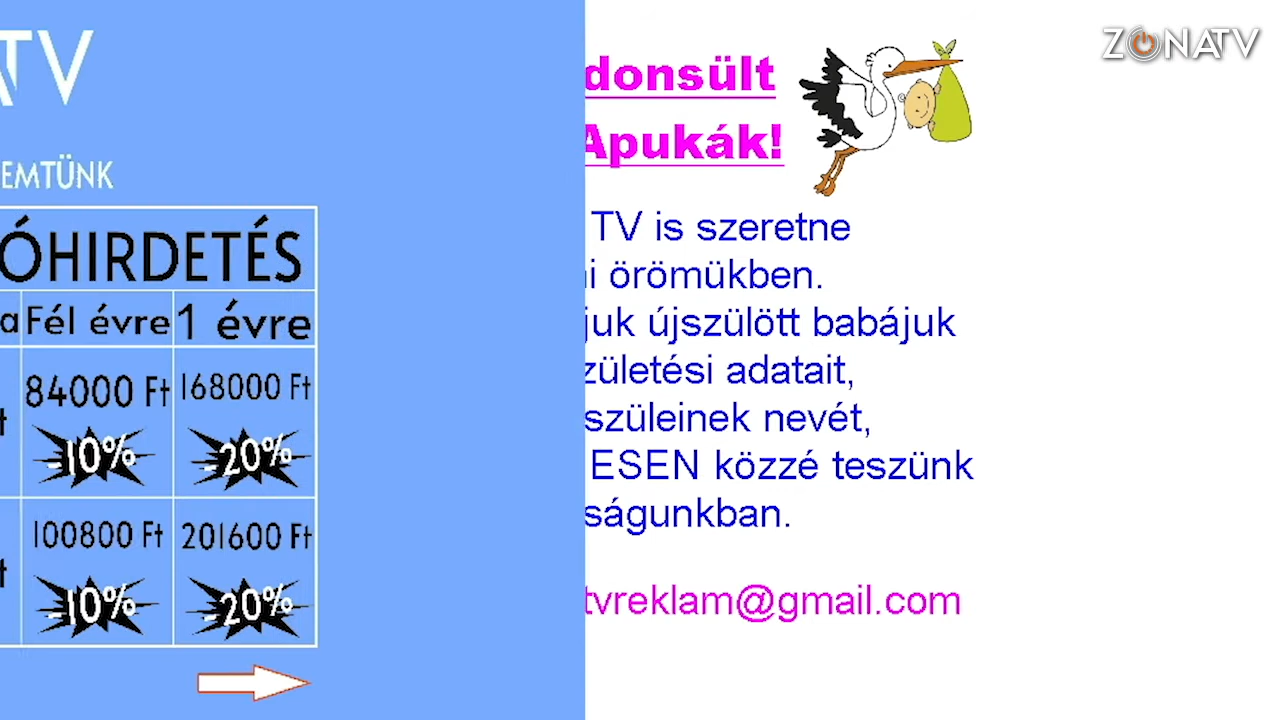 TV
EMTÜNK
ÓHIRDETÉS
a Fél évre 1 évre
84000 Ft 168000 Ft
-10% -20%
100800 Ft 201600 Ft
-10% -20%
ZONATV
donsült
Apukák!
TV is szeretne
i örömükben.
juk újszülött babájuk
zületési adatait,
szüleinek nevét,
ESEN közzé teszünk
ságunkban.
tvreklam@gmail.com